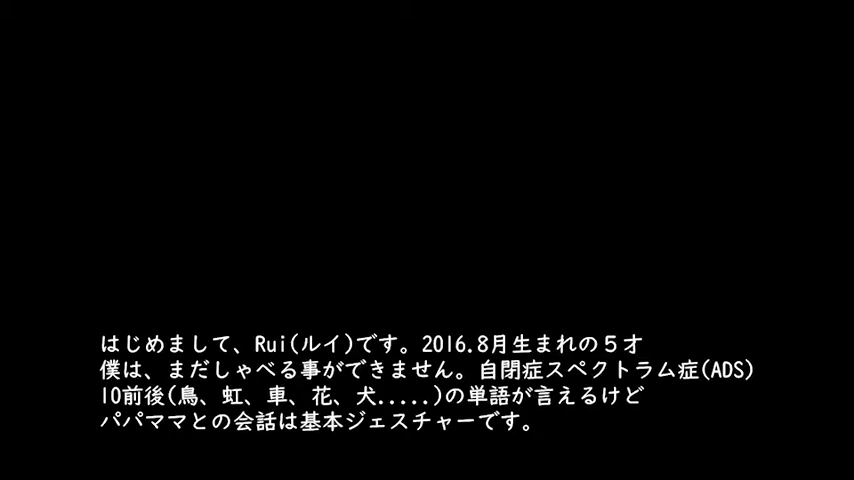 はじめまして、Rui(ルイ)です。2016.8月生まれの５才
僕は、まだしゃべる事ができません。自閉症スペクトラム症(ADS)
10前後(鳥、虹、車、花、犬.....)の単語が言えるけど
パパママとの会話は基本ジェスチャーです。